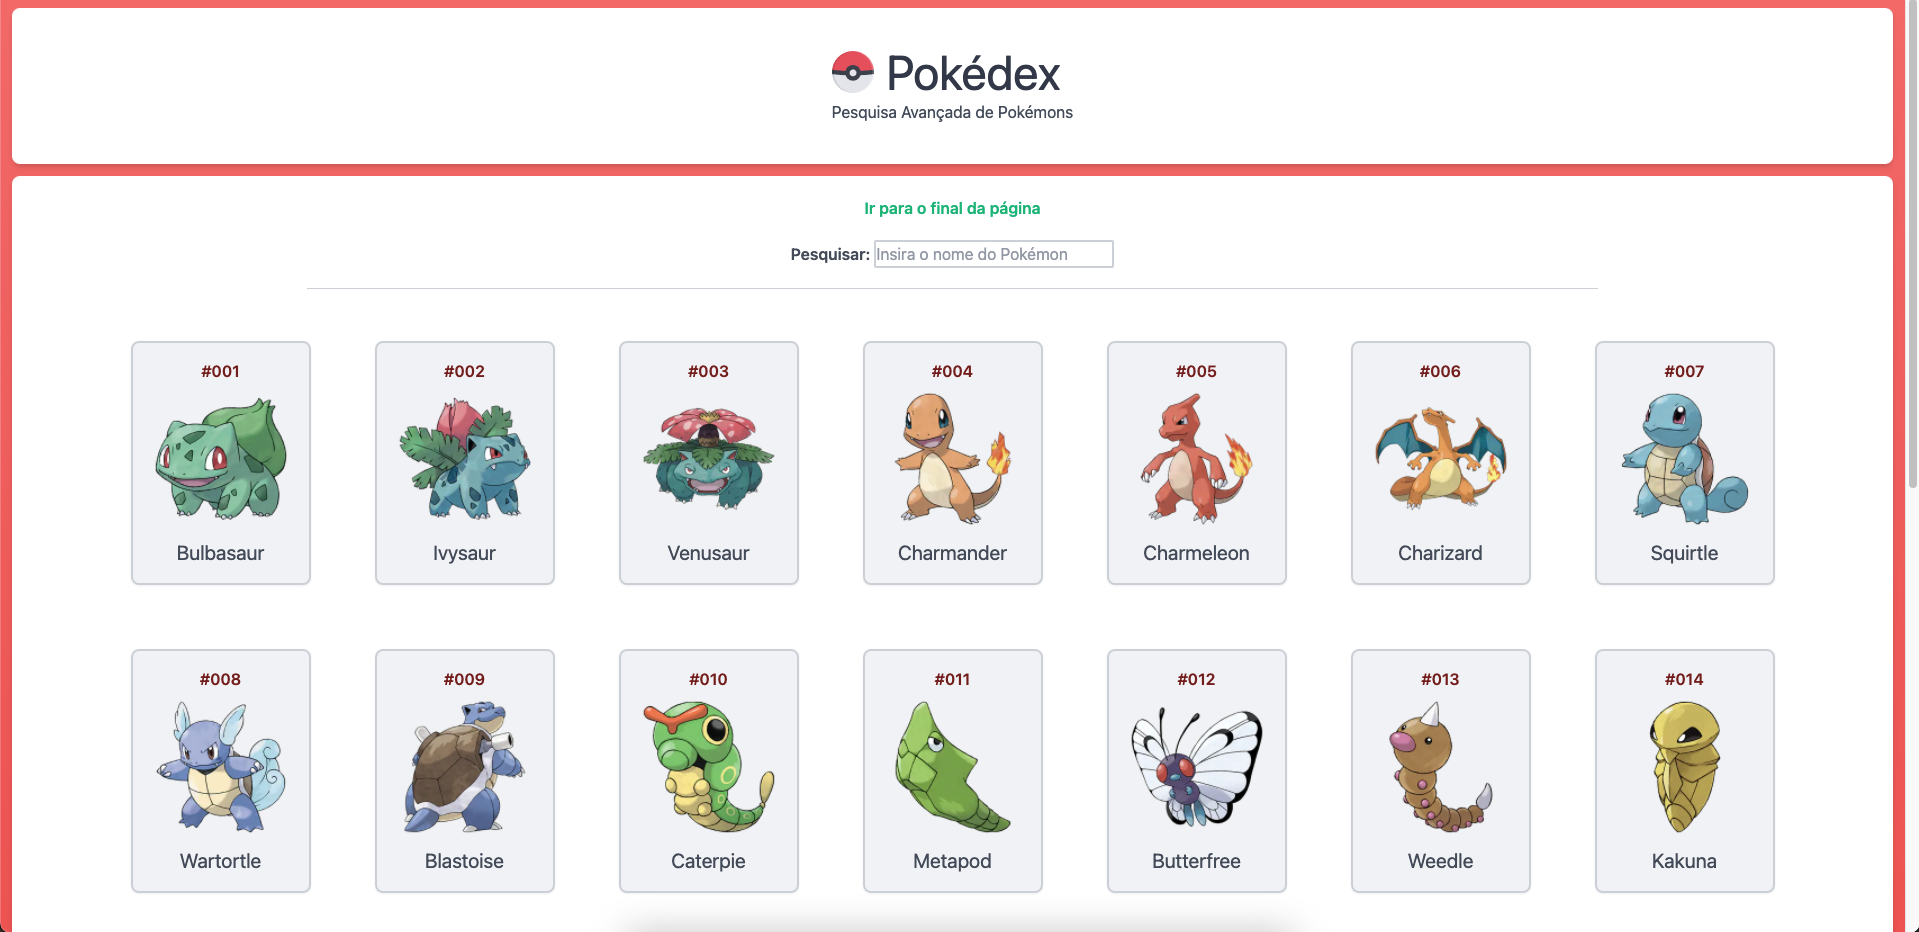 Pokédex
Pesquisa Avançada de Pokémons
Ir para o final da página
Pesquisar: Insira o nome do Pokémon
#001 #002 #003 #004 #005 #006 #007
Bulbasaur Ivysaur Venusaur Charmander Charmeleon Charizard Squirtle
#008 #009 #010 #011 #012 #013 #014
Wartortle Blastoise Caterpie Metapod Butterfree Weedle Kakuna